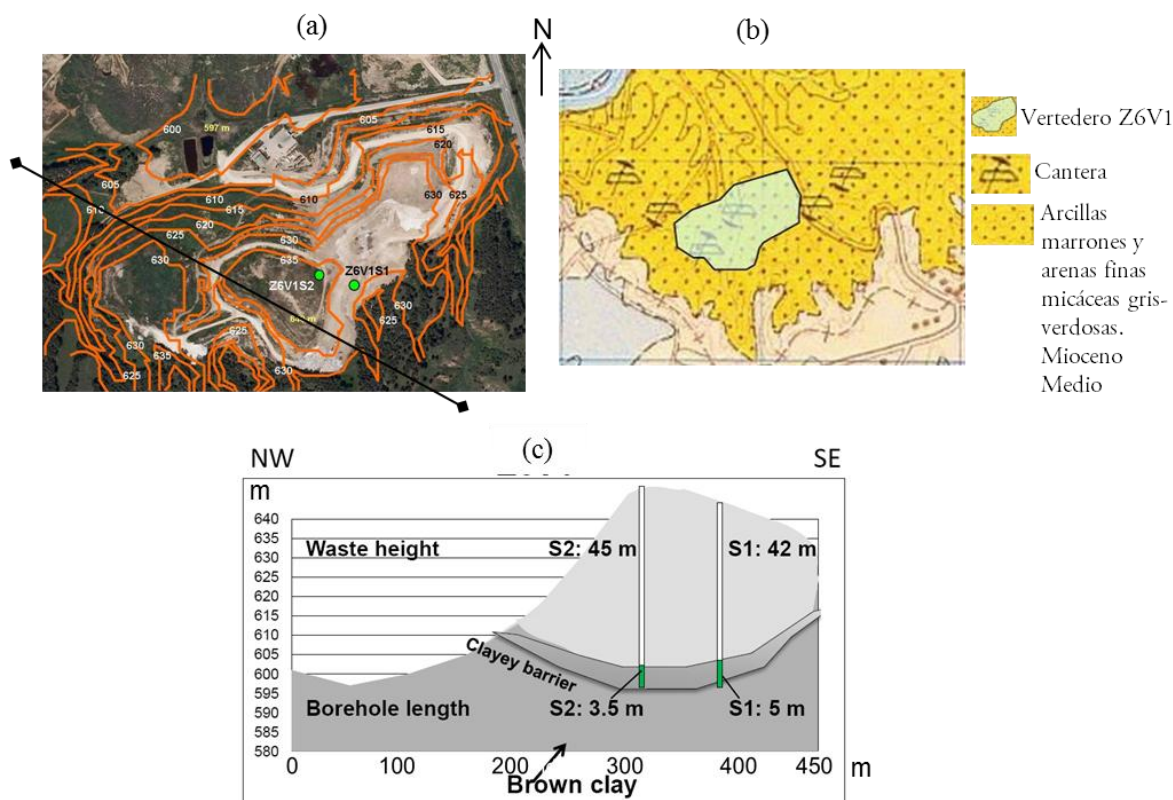 (a)
N
(b)
600
597 m
605
615
620
605
610
610
615
620
625
630
635
630
610
630
625
Z6V1S1
Z6V1S2
630
625
625
630
635
625
630
Vertedero Z6V1
Cantera
Arcillas
marrones y
arenas finas
micáceas gris-
verdosas.
Mioceno
Medio
(c)
NW
SE
m
640
635
630
625
620
615
610
605
600
595
590
585
580
Waste height
S2: 45 m
S1: 42 m
Clayey barrier
Borehole length
S2: 3.5 m
S1: 5 m
0
100
200
300
400
450
m
Brown clay